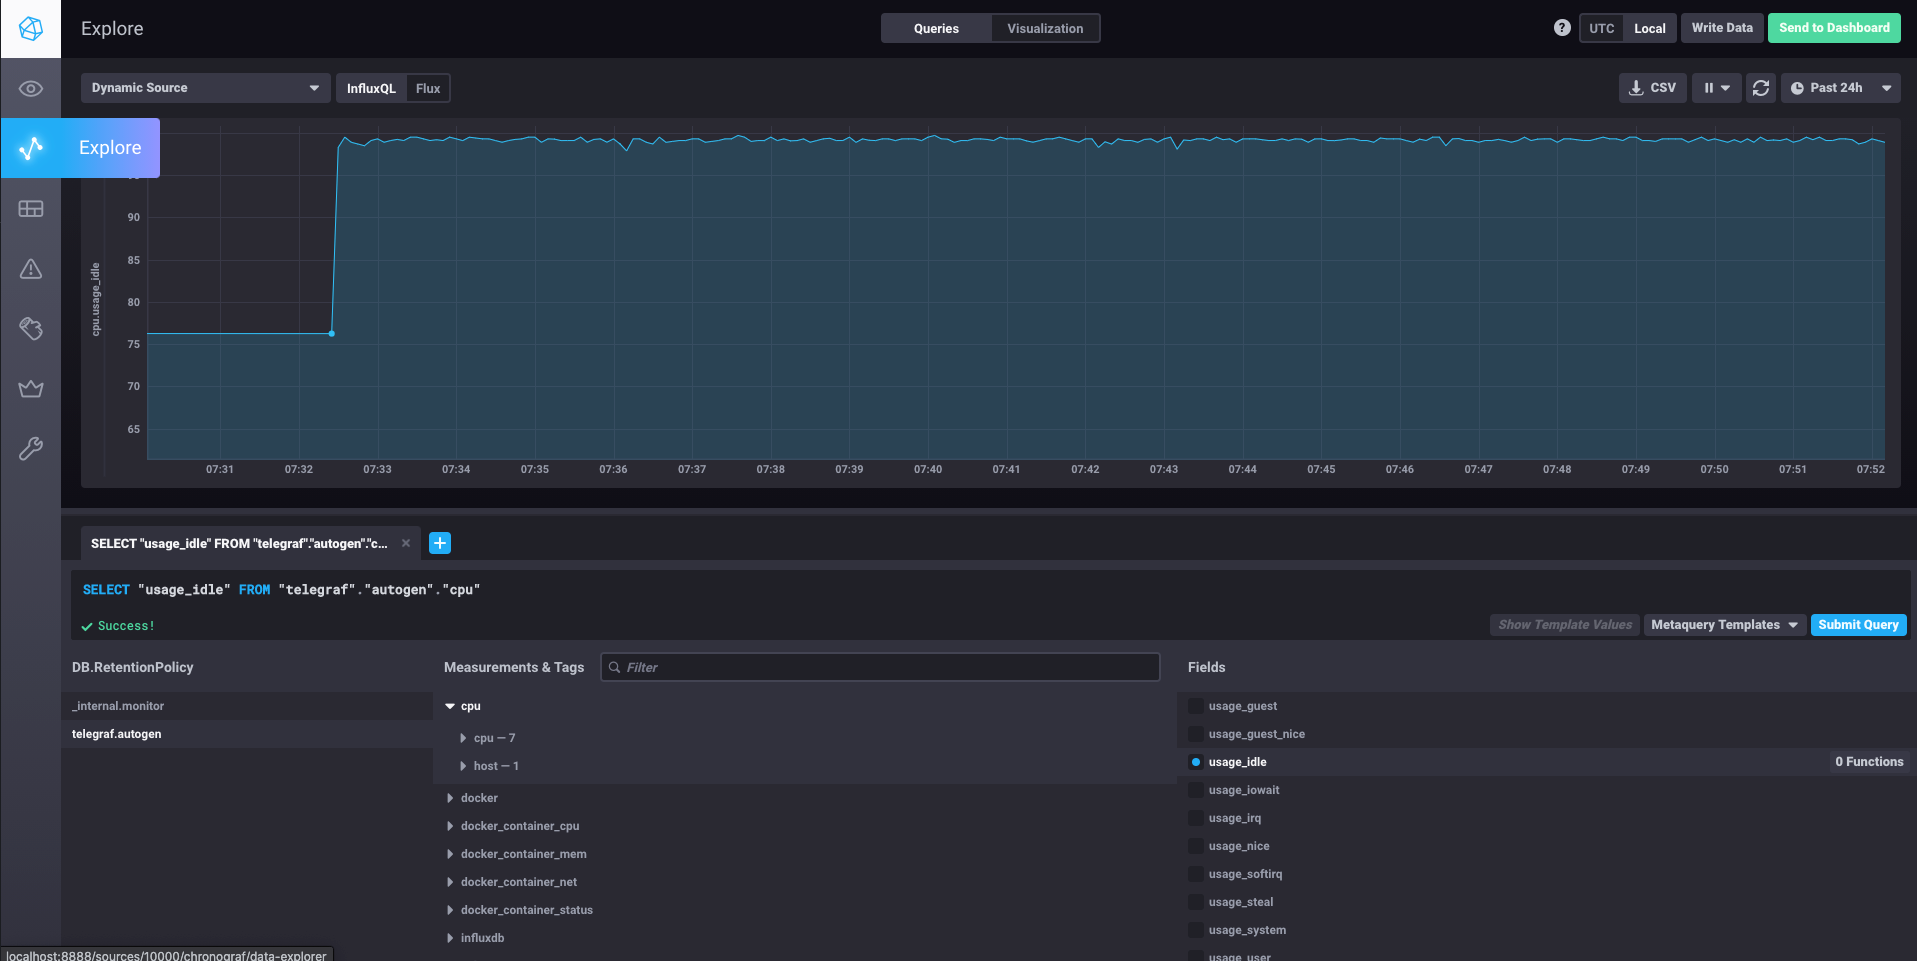 Explore
Queries
Visualization
?
UTC
Local
Write Data
Send to Dashboard
Dynamic Source
InfluxQL
Flux
CSV
Past 24h
Explore
90
85
80
75
70
65
cpu.usage_idle
07:31 07:32 07:33 07:34 07:35 07:36 07:37 07:38 07:39 07:40 07:41 07:42 07:43 07:44 07:45 07:46 07:47 07:48 07:49 07:50 07:51 07:52
SELECT "usage_idle" FROM "telegraf"."autogen"."c...
SELECT "usage_idle" FROM "telegraf"."autogen"."cpu"
Success!
Show Template Values
Metaquery Templates
Submit Query
DB.RetentionPolicy
_internal.monitor
telegraf.autogen
Measurements & Tags
Filter
cpu
cpu — 7
host — 1
docker
docker_container_cpu
docker_container_mem
docker_container_net
docker_container_status
influxdb
Fields
usage_guest
usage_guest_nice
usage_idle
0 Functions
usage_iowait
usage_irq
usage_nice
usage_softirq
usage_steal
usage_system
usage_user
localhost:8888/sources/10000/chronograf/data-explorer